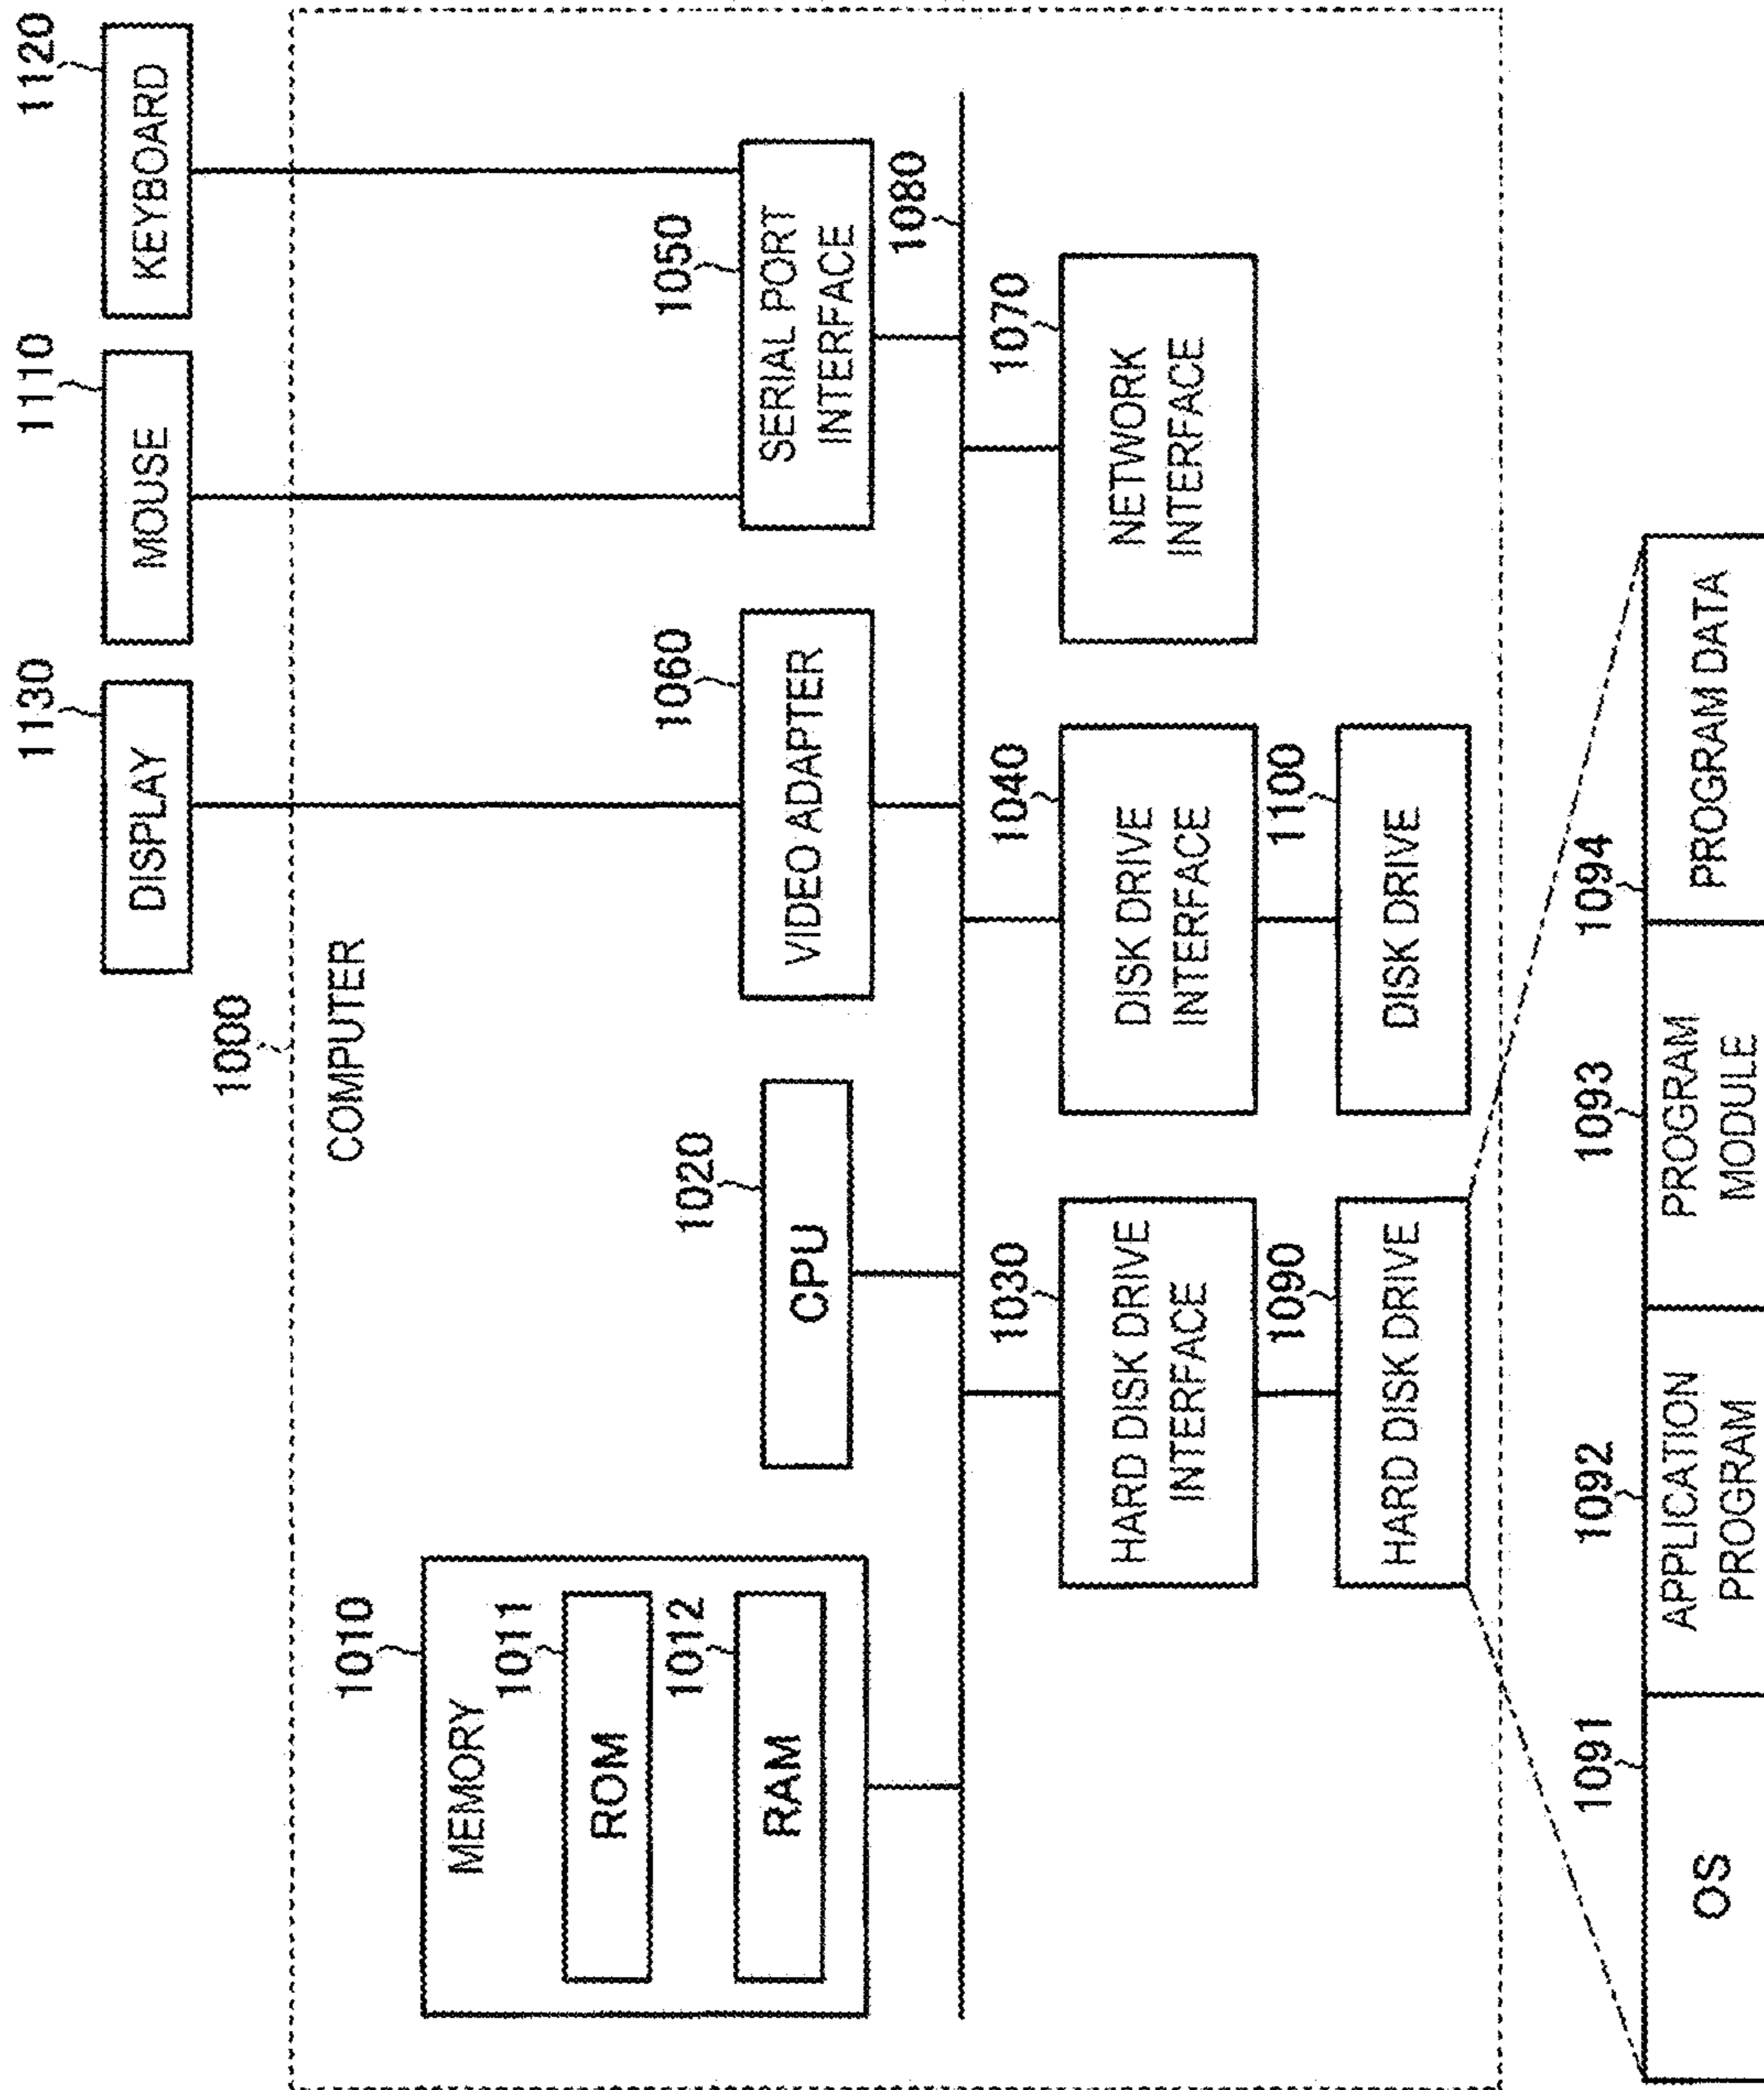 1130
1110
1120
DISPLAY
MOUSE
KEYBOARD
1000
COMPUTER
1010
MEMORY
1011
ROM
1012
RAM
1020
CPU
1060
VIDEO ADAPTER
1050
SERIAL PORT
INTERFACE
1080
1030
HARD DISK DRIVE
INTERFACE
1040
DISK DRIVE
INTERFACE
1070
NETWORK
INTERFACE
1090
HARD DISK DRIVE
1100
DISK DRIVE
1091
OS
1092
APPLICATION
PROGRAM
1093
PROGRAM
MODULE
1094
PROGRAM DATA